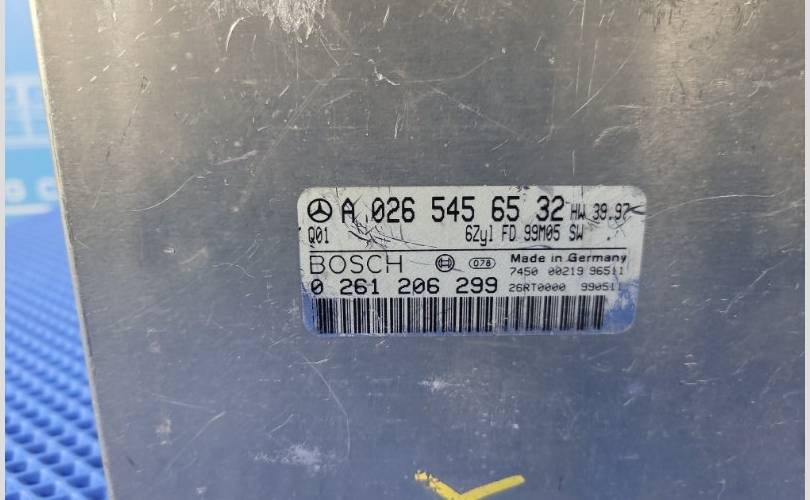 A 026 545 65 32 HW 39.97
Q01 6Zyl FD 99M05 SW .
BOSCH 078 Made in Germany
7450 00219 96511
0 261 206 299 26RT0000 990511